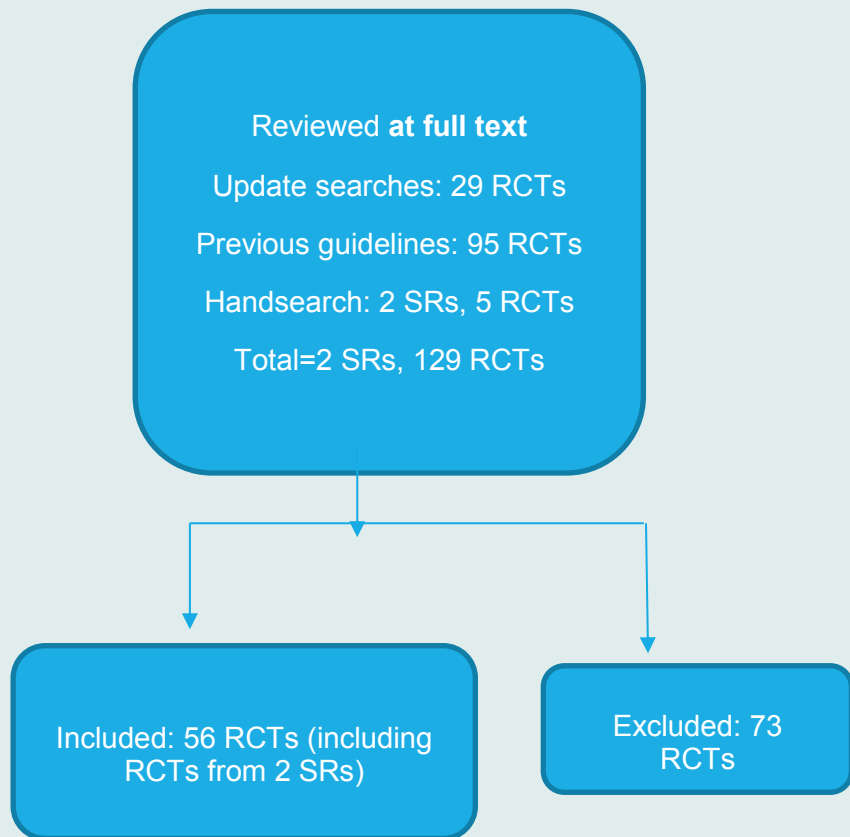 Reviewed at full text
Update searches: 29 RCTs
Previous guidelines: 95 RCTs
Handsearch: 2 SRs, 5 RCTs
Total=2 SRs, 129 RCTs
Included: 56 RCTs (including
RCTs from 2 SRs)
Excluded: 73
RCTs